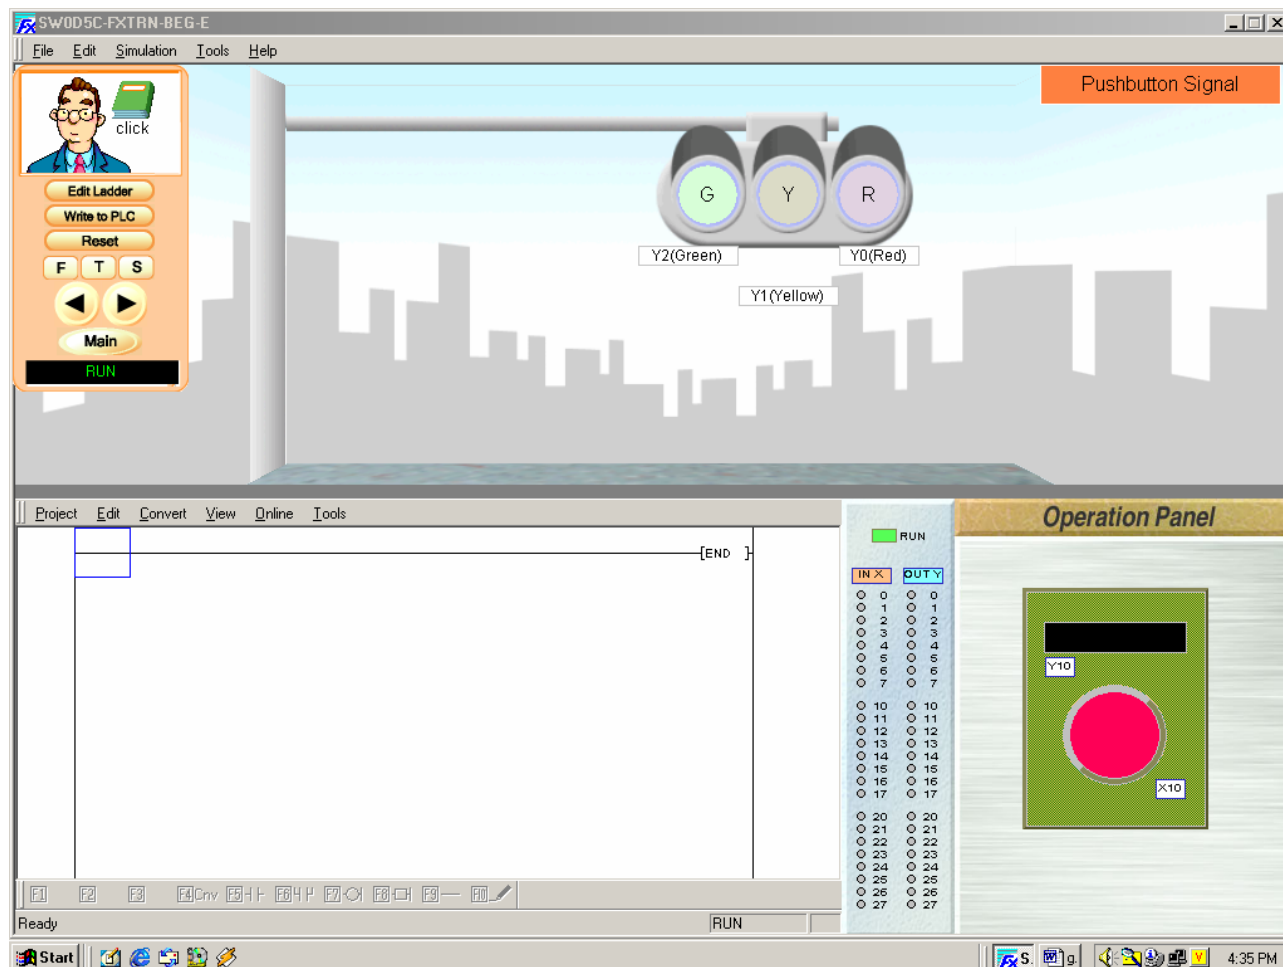 SW0D5C-FXTRN-BEG-E
File Edit Simulation Tools Help
Pushbutton Signal
click
Edit Ladder
Write to PLC
Reset
F T S
Main
RUN
G Y R
Y2(Green) Y0(Red)
Y1(Yellow)
Project Edit Convert View Online Tools
[END ]
RUN
IN X OUT Y
0 0
1 1
2 2
3 3
4 4
5 5
6 6
7 7
10 10
11 11
12 12
13 13
14 14
15 15
16 16
17 17
20 20
21 21
22 22
23 23
24 24
25 25
26 26
27 27
Operation Panel
Y10
X10
F1 F2 F3 F4Cnv F5 F6 F7 F8 F9 F10
Ready RUN
Start FX S. g. V 4:35 PM